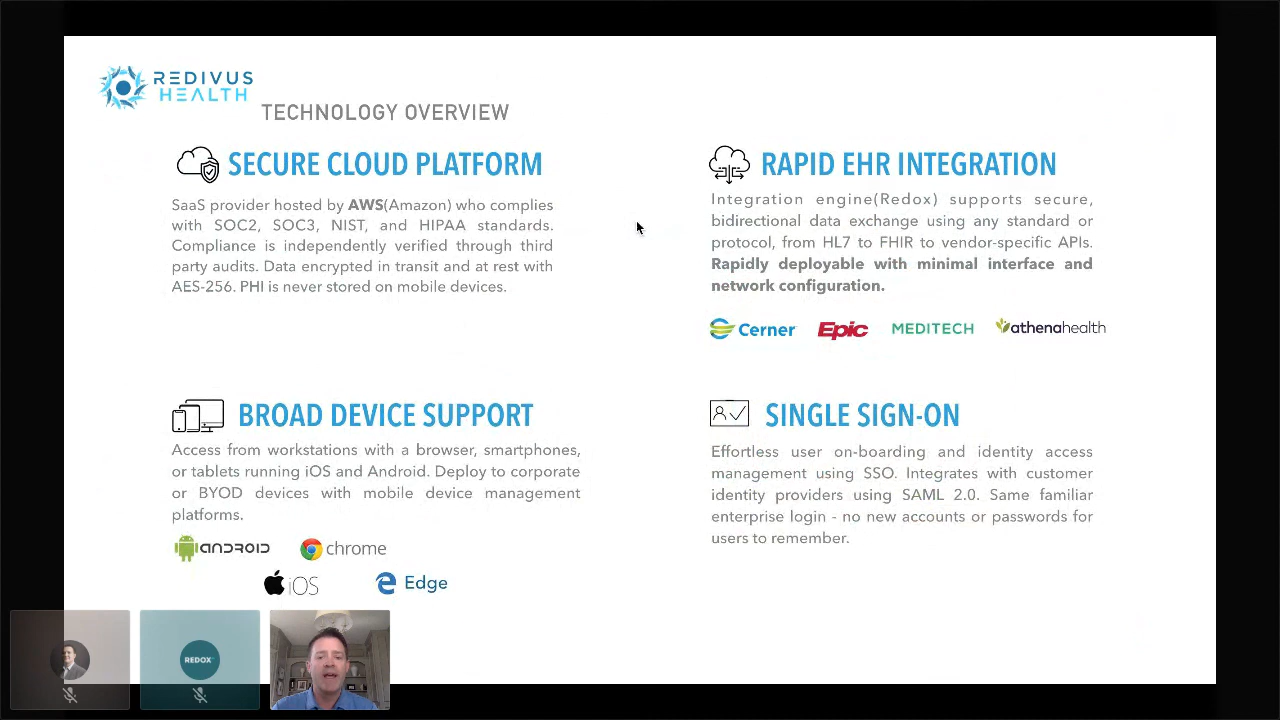 REDIVUS
HEALTH
TECHNOLOGY OVERVIEW
SECURE CLOUD PLATFORM
SaaS provider hosted by AWS(Amazon) who complies
with SOC2, SOC3, NIST, and HIPAA standards.
Compliance is independently verified through third
party audits. Data encrypted in transit and at rest with
AES-256. PHI is never stored on mobile devices.
RAPID EHR INTEGRATION
Integration engine(Redox) supports secure,
bidirectional data exchange using any standard or
protocol, from HL7 to FHIR to vendor-specific APIs.
Rapidly deployable with minimal interface and
network configuration.
Cerner Epic MEDITECH athenahealth
BROAD DEVICE SUPPORT
Access from workstations with a browser, smartphones,
or tablets running iOS and Android. Deploy to corporate
or BYOD devices with mobile device management
platforms.
ANDROID chrome
iOS Edge
SINGLE SIGN-ON
Effortless user on-boarding and identity access
management using SSO. Integrates with customer
identity providers using SAML 2.0. Same familiar
enterprise login - no new accounts or passwords for
users to remember.
REDOX